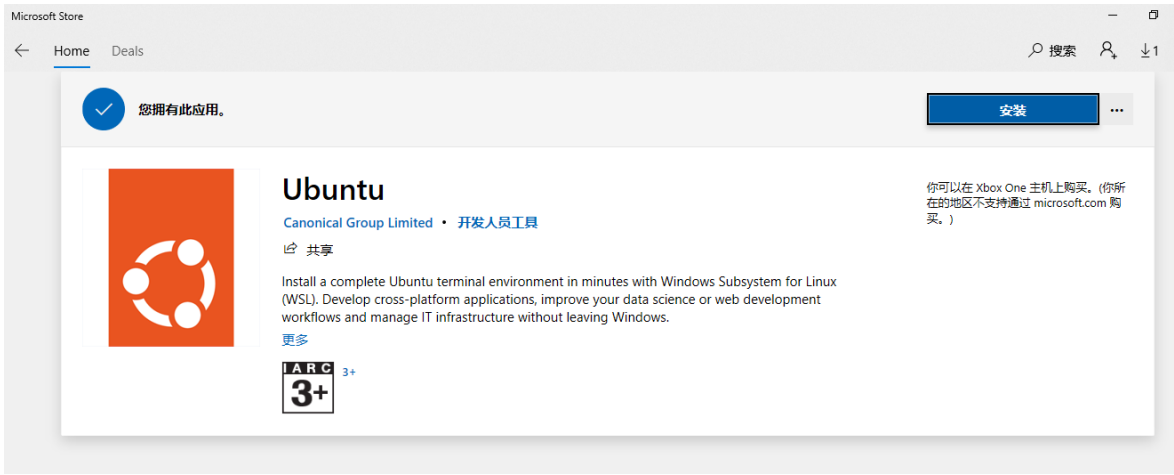 Microsoft Store
Home Deals 搜索 1
您拥有此应用。 安装 ...
Ubuntu
Canonical Group Limited • 开发人员工具
共享
Install a complete Ubuntu terminal environment in minutes with Windows Subsystem for Linux
(WSL). Develop cross-platform applications, improve your data science or web development
workflows and manage IT infrastructure without leaving Windows.
更多
IARC
3+
3+
你可以在 Xbox One 主机上购买。(你所
在的地区不支持通过 microsoft.com 购
买。)